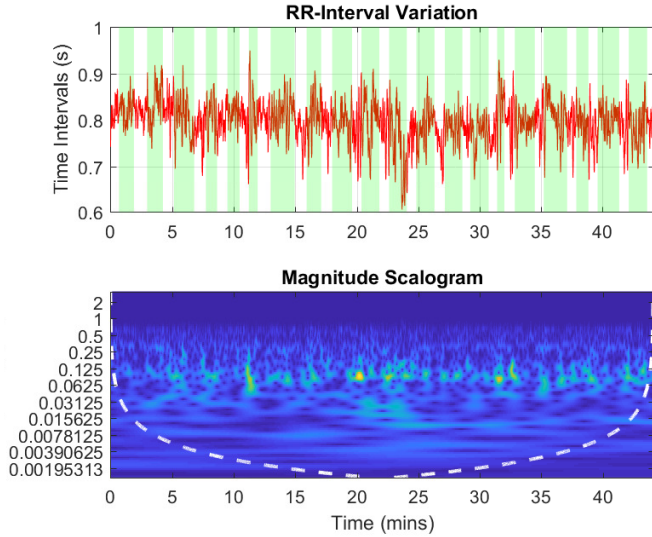 RR-Interval Variation
Time Intervals (s)
1
0.9
0.8
0.7
0.6
0 5 10 15 20 25 30 35 40
Magnitude Scalogram
2
1
0.5
0.25
0.125
0.0625
0.03125
0.015625
0.0078125
0.00390625
0.00195313
0 5 10 15 20 25 30 35 40
Time (mins)